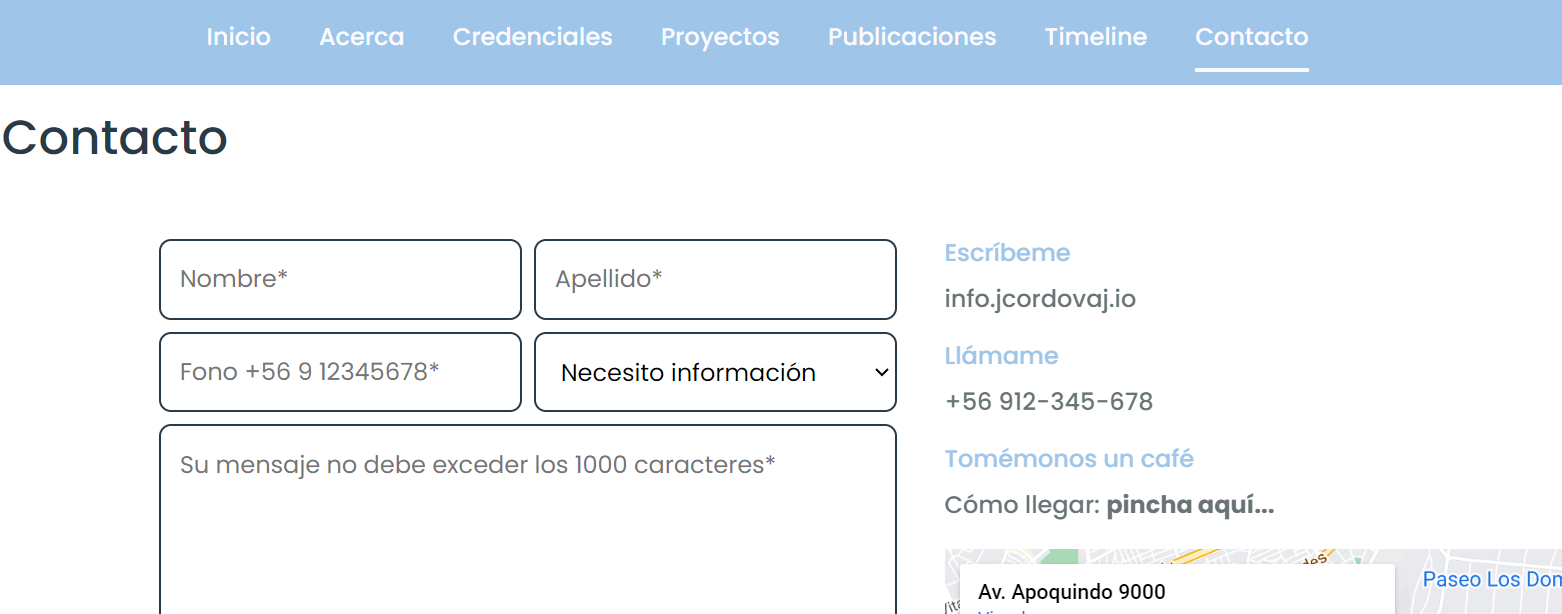 Inicio Acerca Credenciales Proyectos Publicaciones Timeline Contacto
Contacto
Nombre* Apellido*
Fono +56 9 12345678* Necesito información
Su mensaje no debe exceder los 1000 caracteres*
Escríbeme
info.jcordovaj.io
Llámame
+56 912-345-678
Tomémonos un café
Cómo llegar: pincha aquí...
Paseo Los Dom
Av. Apoquindo 9000